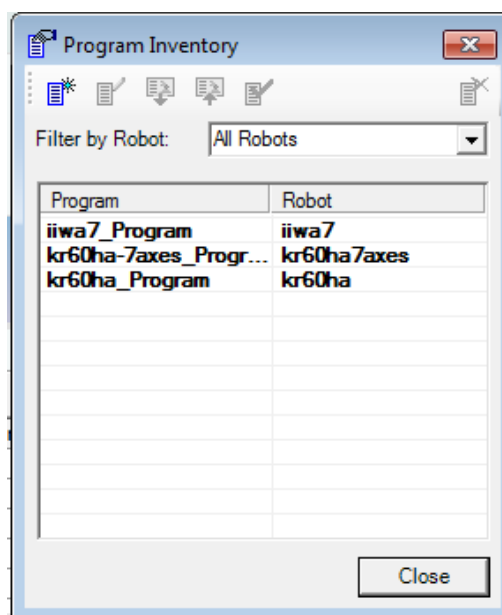 Program Inventory
Filter by Robot: All Robots
Program Robot
iiwa7_Program iiwa7
kr60ha-7axes_Progr... kr60ha7axes
kr60ha_Program kr60ha
Close